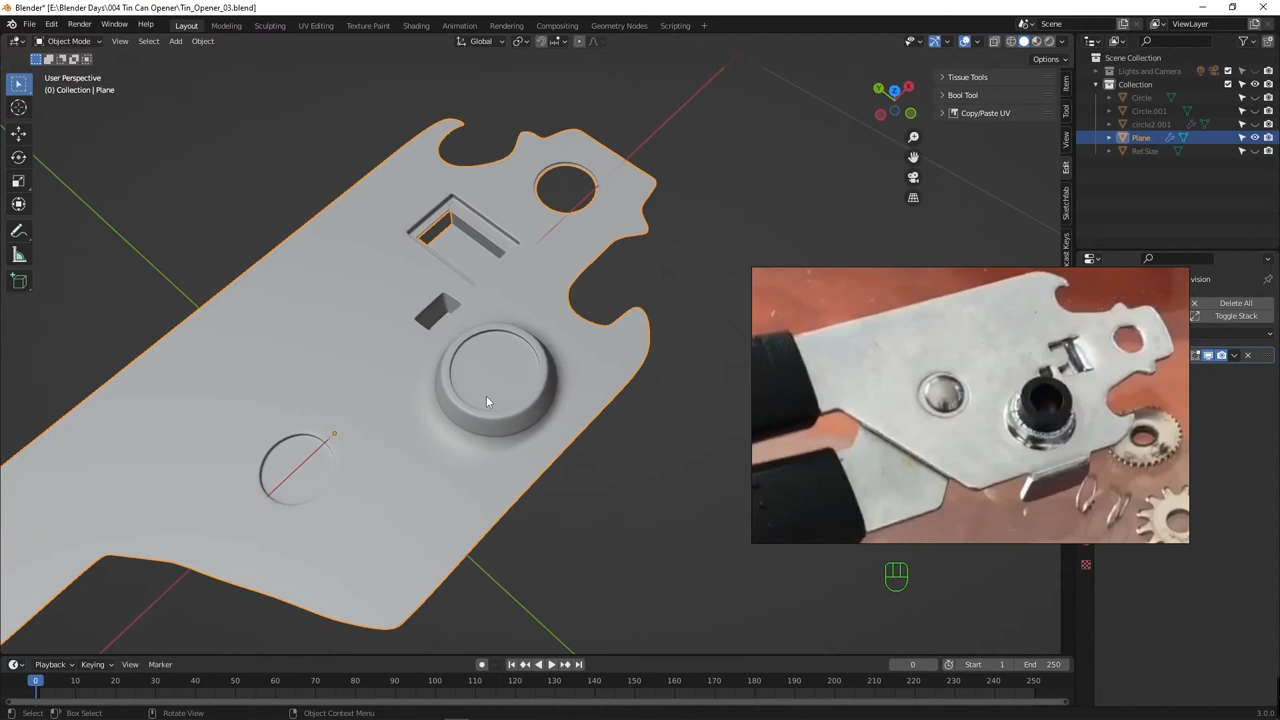 Blender* [E:\Blender Days\004 Tin Can Opener\Tin_Opener_03.blend]
File Edit Render Window Help Layout Modeling Sculpting UV Editing Texture Paint Shading Animation Rendering Compositing Geometry Nodes Scripting + Scene ViewLayer
Object Mode View Select Add Object Global Options
User Perspective
(0) Collection | Plane
Tissue Tools
Bool Tool
Copy/Paste UV
Item
Tool
View
Edit
Sketchfab
Scene Collection
Lights and Camera
Collection
Circle
Circle.001
circle2.001
Plane
Ref.Size
Delete All
Toggle Stack
Playback Keying View Marker 0 Start 1 End 250
0 10 20 30 40 50 60 70 80 90 100 110 120 130 140 150 160 170 180 190 200 210 220 230 240 250
Select Box Select Rotate View Object Context Menu 3.0.0